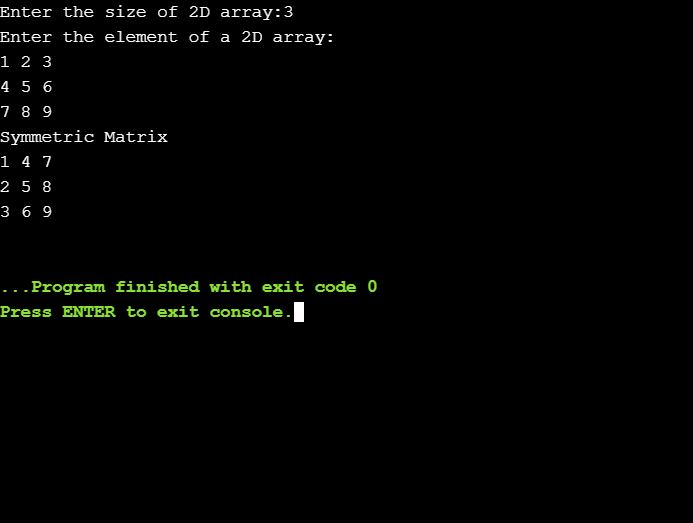 Enter the size of 2D array:3
Enter the element of a 2D array:
1 2 3
4 5 6
7 8 9
Symmetric Matrix
1 4 7
2 5 8
3 6 9
...Program finished with exit code 0
Press ENTER to exit console.